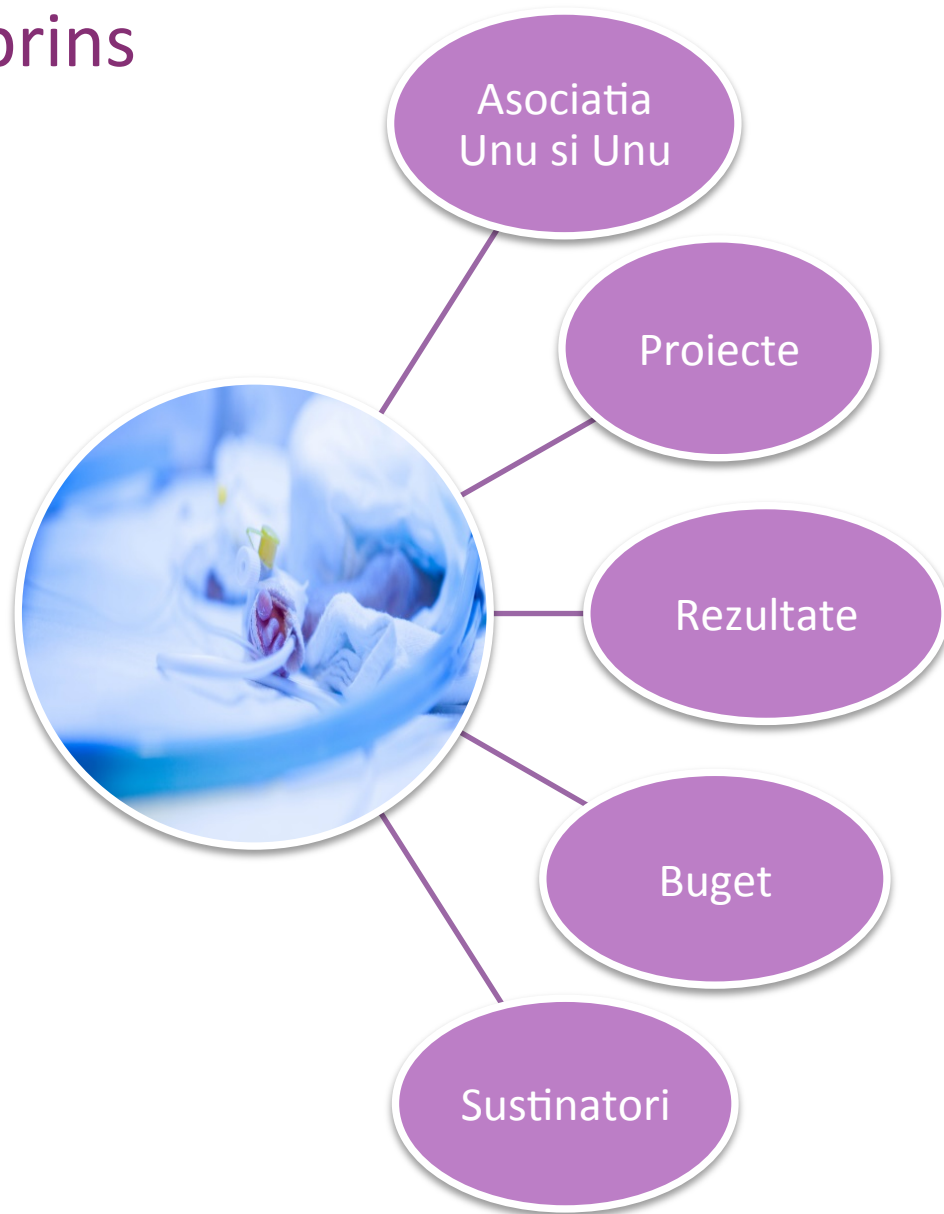 prins
Asociatia
Unu si Unu
Proiecte
Rezultate
Buget
Sustinatori